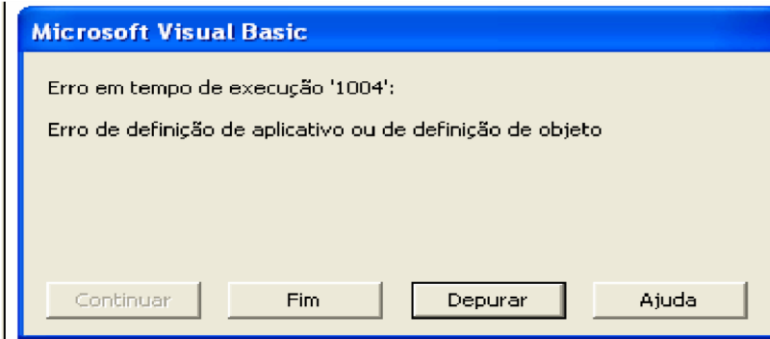 Microsoft Visual Basic
Erro em tempo de execução '1004':
Erro de definição de aplicativo ou de definição de objeto
Continuar
Fim
Depurar
Ajuda